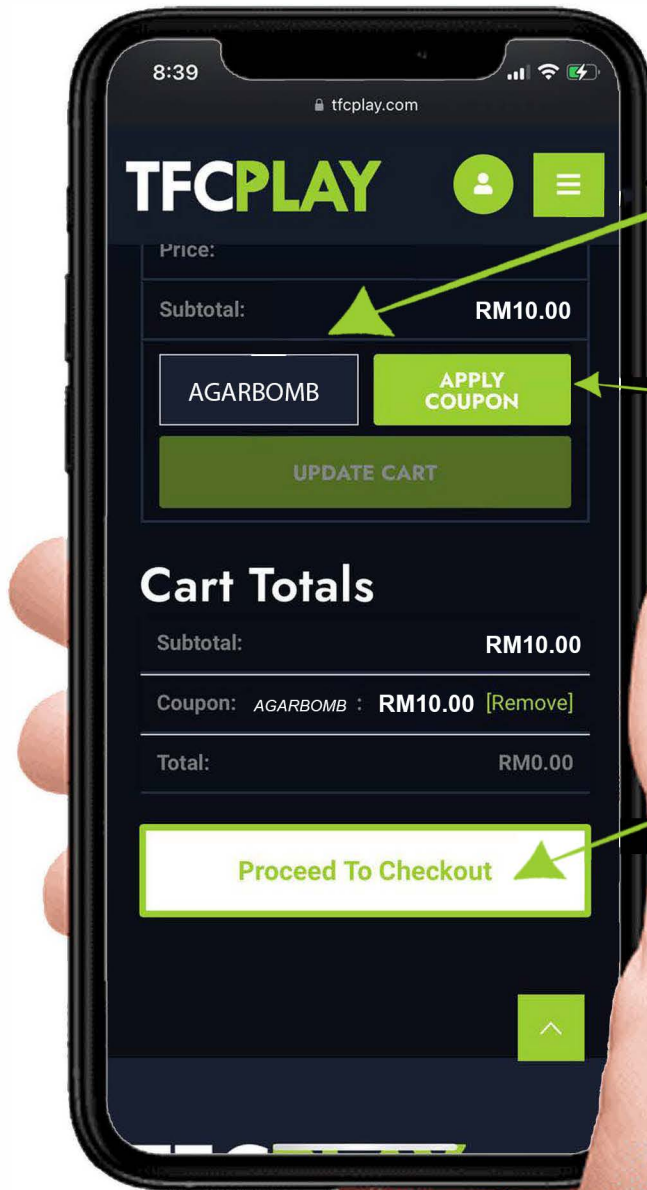 8:39
tfcplay.com
TFCPLAY
Price:
Subtotal: RM10.00
AGARBOMB
APPLY
COUPON
UPDATE CART
Cart Totals
Subtotal: RM10.00
Coupon: AGARBOMB : RM10.00 [Remove]
Total: RM0.00
Proceed To Checkout